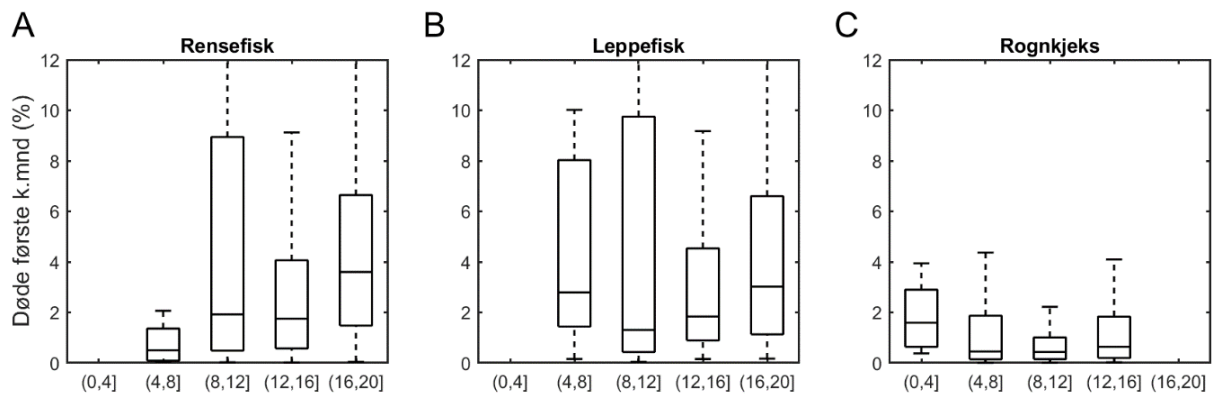 A
B
C
Rensefisk
Leppefisk
Rognkjeks
Døde første k.mnd (%)
12
10
8
6
4
2
0
12
10
8
6
4
2
0
12
10
8
6
4
2
0
(0,4] (4,8] (8,12] (12,16] (16,20]
(0,4] (4,8] (8,12] (12,16] (16,20]
(0,4] (4,8] (8,12] (12,16] (16,20]